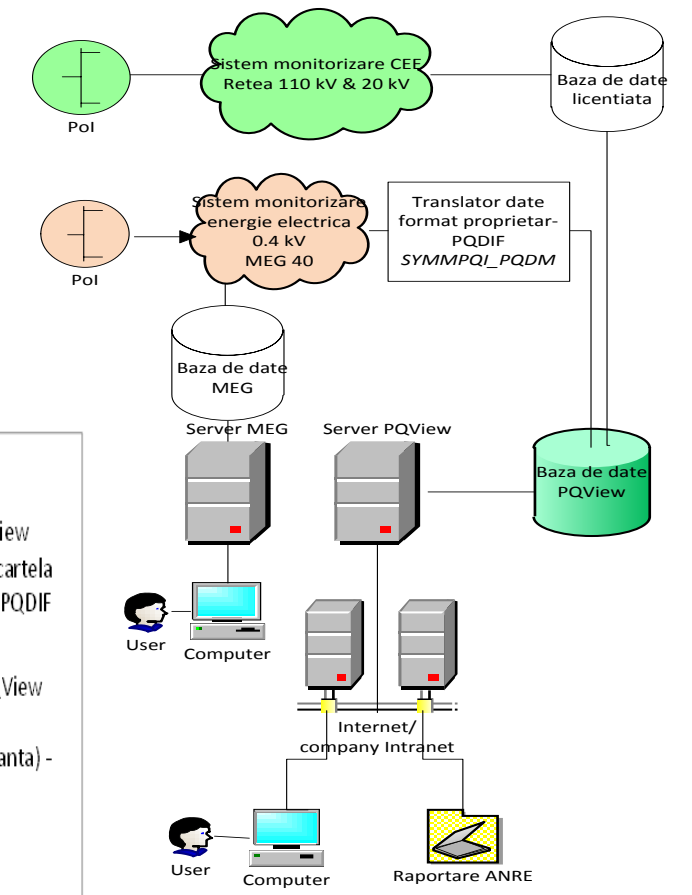 Sistem monitorizare CEE
Retea 110 kV & 20 kV
PoI
Baza de date
licentiata
Sistem monitorizare
energie electrica
0.4 kV
MEG 40
PoI
Translator date
format proprietar-
PQDIF
SYMMPQI_PQDM
Baza de date
MEG
Server MEG
Server PQView
Baza de date
PQView
iew
cartela
PQDIF
View
anta) -
User
Computer
Internet/
company Intranet
User
Computer
Raportare ANRE